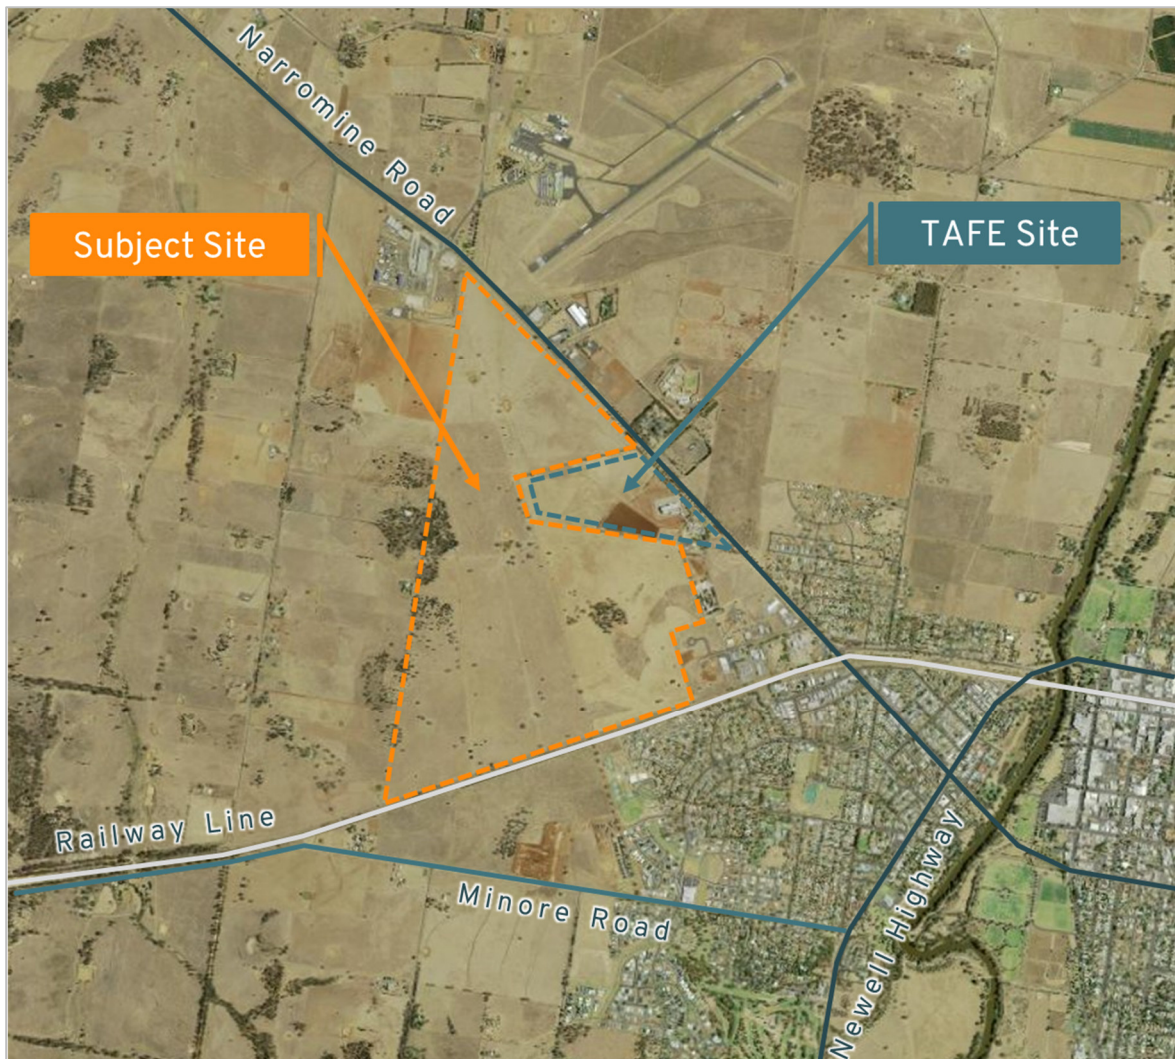 Narromine Road
Subject Site
TAFE Site
Railway Line
Minore Road
Newell Highway